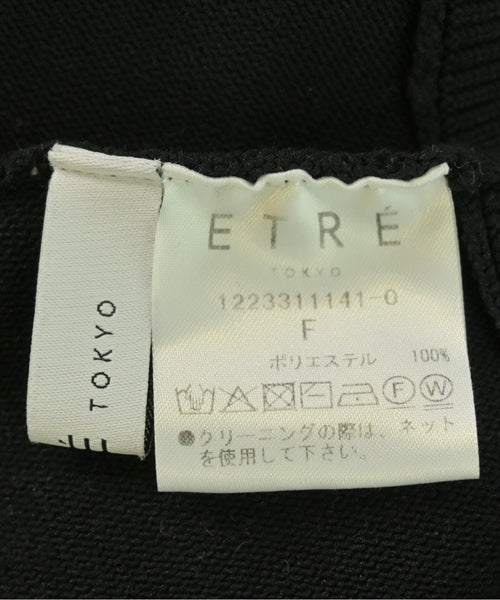 É TOKYO
ETRÉ
TOKYO
1223311141-0
F
ポリエステル 100%
F W
●クリーニングの際は、ネット
を使用して下さい。